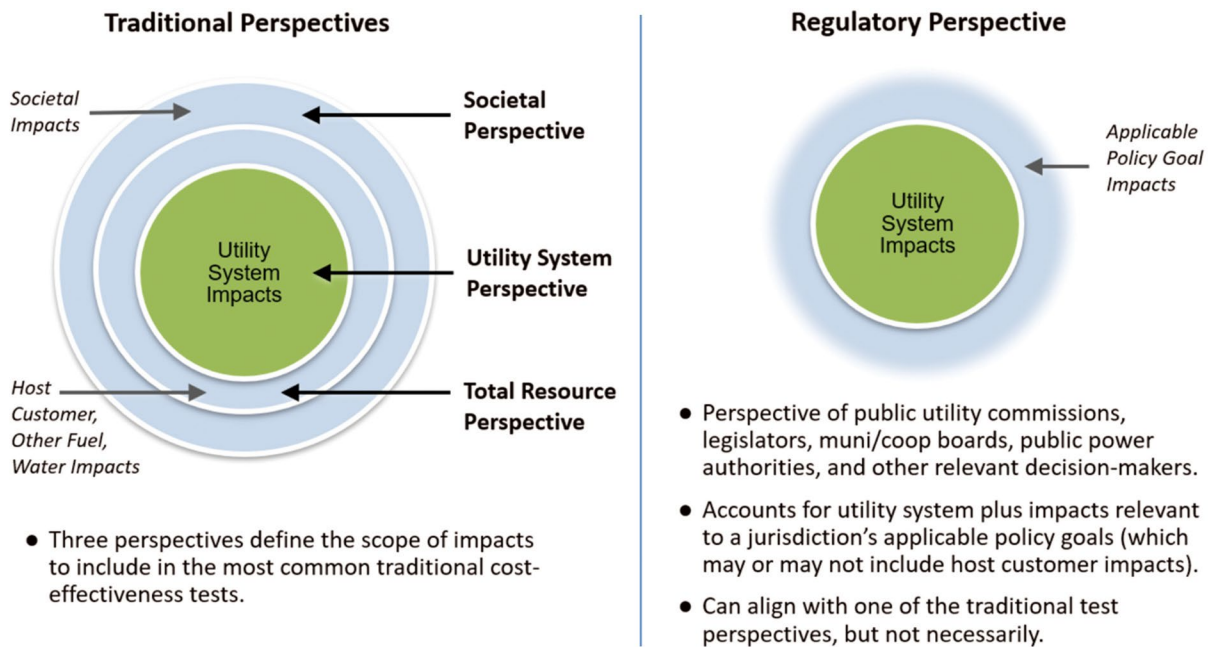 Traditional Perspectives
Societal
Impacts
Societal
Perspective
Utility
System
Impacts
Utility System
Perspective
Host
Customer,
Other Fuel,
Water Impacts
Total Resource
Perspective
● Three perspectives define the scope of impacts
to include in the most common traditional cost-
effectiveness tests.
Regulatory Perspective
Applicable
Policy Goal
Impacts
Utility
System
Impacts
● Perspective of public utility commissions,
legislators, muni/coop boards, public power
authorities, and other relevant decision-makers.
● Accounts for utility system plus impacts relevant
to a jurisdiction’s applicable policy goals (which
may or may not include host customer impacts).
● Can align with one of the traditional test
perspectives, but not necessarily.